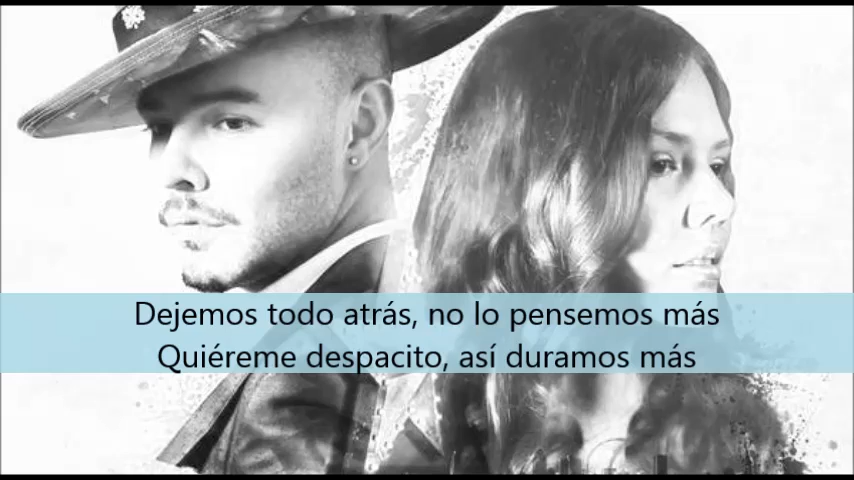 Dejemos todo atrás, no lo pensemos más
Quiéreme despacito, así duramos más